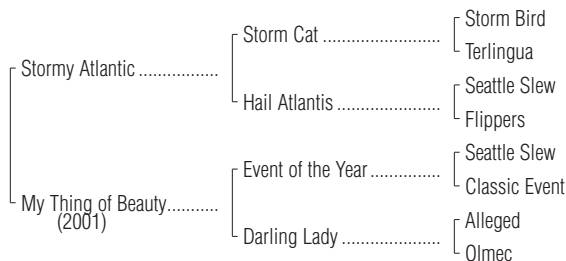 Storm Bird
Storm Cat ........................
Terlingua
Stormy Atlantic ................
Seattle Slew
Hail Atlantis .....................
Flippers
Seattle Slew
Event of the Year ..............
Classic Event
My Thing of Beauty ..........
(2001)
Alleged
Darling Lady ....................
Olmec